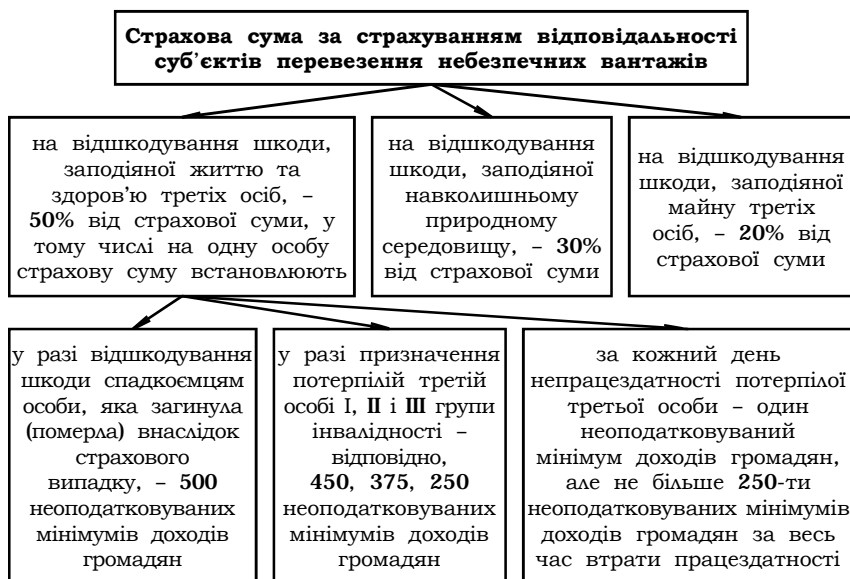 Страхова сума за страхуванням відповідальності
суб'єктів перевезення небезпечних вантажів
на відшкодування шкоди,
заподіяної життю та
здоров'ю третіх осіб, –
50% від страхової суми, у
тому числі на одну особу
страхову суму встановлюють
на відшкодування
шкоди, заподіяної
навколишньому
природному
середовищу, – 30%
від страхової суми
на відшкодування
шкоди, заподіяної
майну третіх
осіб, – 20% від
страхової суми
у разі відшкодування
шкоди спадкоємцям
особи, яка загинула
(померла) внаслідок
страхового
випадку, – 500
неоподатковуваних
мінімумів доходів
громадян
у разі призначення
потерпілій третій
особі І, ІІ і ІІІ групи
інвалідності –
відповідно,
450, 375, 250
неоподатковуваних
мінімумів доходів
громадян
за кожний день
непрацездатності потерпілої
третьої особи – один
неоподатковуваний
мінімум доходів громадян,
але не більше 250-ти
неоподатковуваних мінімумів
доходів громадян за весь
час втрати працездатності